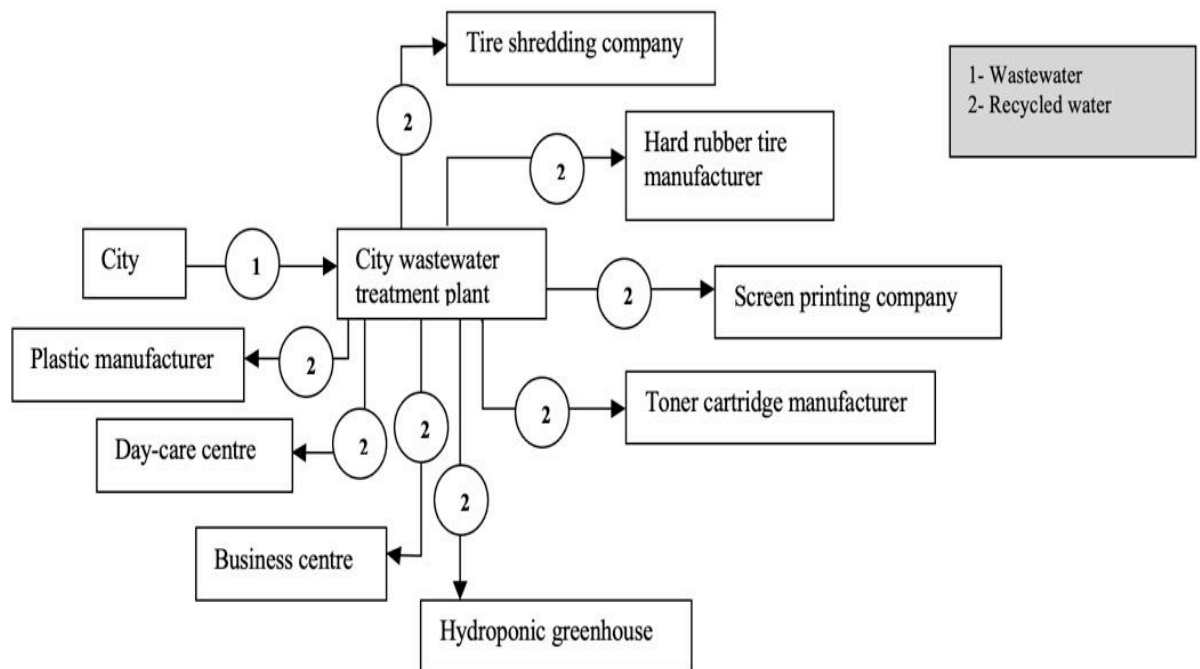 Tire shredding company
1- Wastewater
2- Recycled water
2
Hard rubber tire
manufacturer
2
City
1
City wastewater
treatment plant
2
Screen printing company
Plastic manufacturer
2
Toner cartridge manufacturer
2
Day-care centre
2
2
2
Business centre
Hydroponic greenhouse